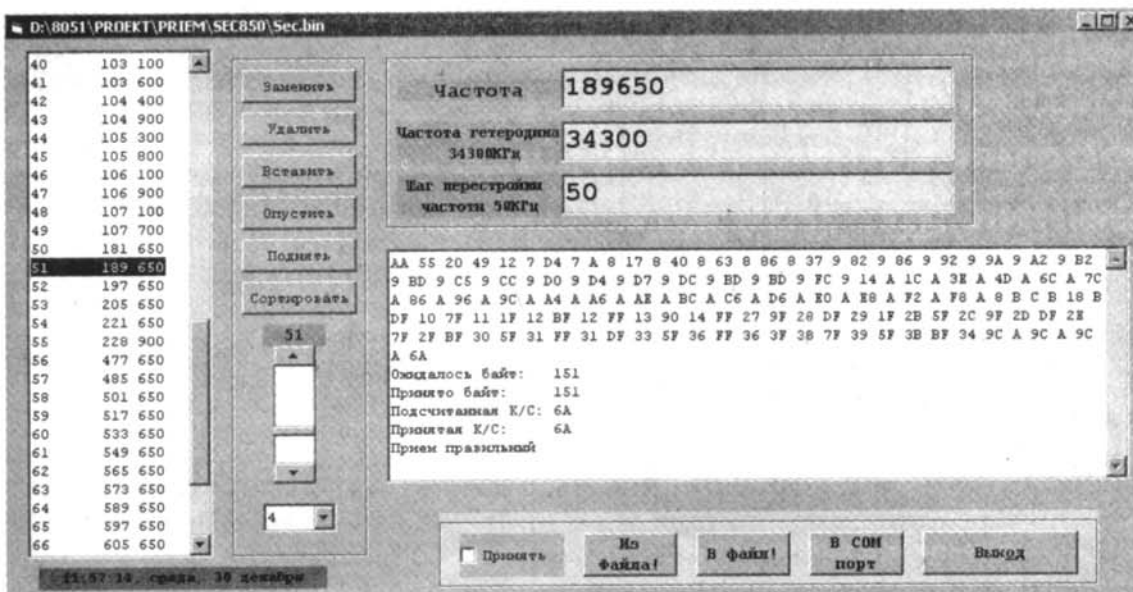 D:\8051\PROEKT\PRIEM\SEC850\Sec.bin
40 103 100
41 103 600
42 104 400
43 104 900
44 105 300
45 105 800
46 106 100
47 106 900
48 107 100
49 107 700
50 181 650
51 189 650
52 197 650
53 205 650
54 221 650
55 228 900
56 477 650
57 485 650
58 501 650
59 517 650
60 533 650
61 549 650
62 565 650
63 573 650
64 589 650
65 597 650
66 605 650
Заменить
Удалить
Вставить
Опустить
Поднять
Сортировать
51
4
Частота 189650
Частота гетеродина
34300КГц
34300
Шаг перестройки
частоти 50КГц
50
AA 55 20 49 12 7 D4 7 A 8 17 8 40 8 63 8 86 8 37 9 82 9 86 9 92 9 9A 9 A2 9 B2
9 BD 9 C5 9 CC 9 D0 9 D4 9 D7 9 DC 9 BD 9 BD 9 FC 9 14 A 1C A 3E A 4D A 6C A 7C
A 86 A 96 A 9C A A4 A A6 A AE A BC A C6 A D6 A E0 A E8 A F2 A F8 A 8 B C B 18 B
DF 10 7F 11 1F 12 BF 12 FF 13 90 14 FF 27 9F 28 DF 29 1F 2B 5F 2C 9F 2D DF 2E
7F 2F BF 30 5F 31 FF 31 DF 33 5F 36 FF 36 3F 38 7F 39 5F 3B BF 34 9C A 9C A 9C
A 6A
Ожидалось байт: 151
Принято байт: 151
Подсчитанная К/С: 6A
Принятая К/С: 6A
Прием правильный
Принять
Из
Файла!
В файл!
В COM
порт
Выход
среда, 30 декабря